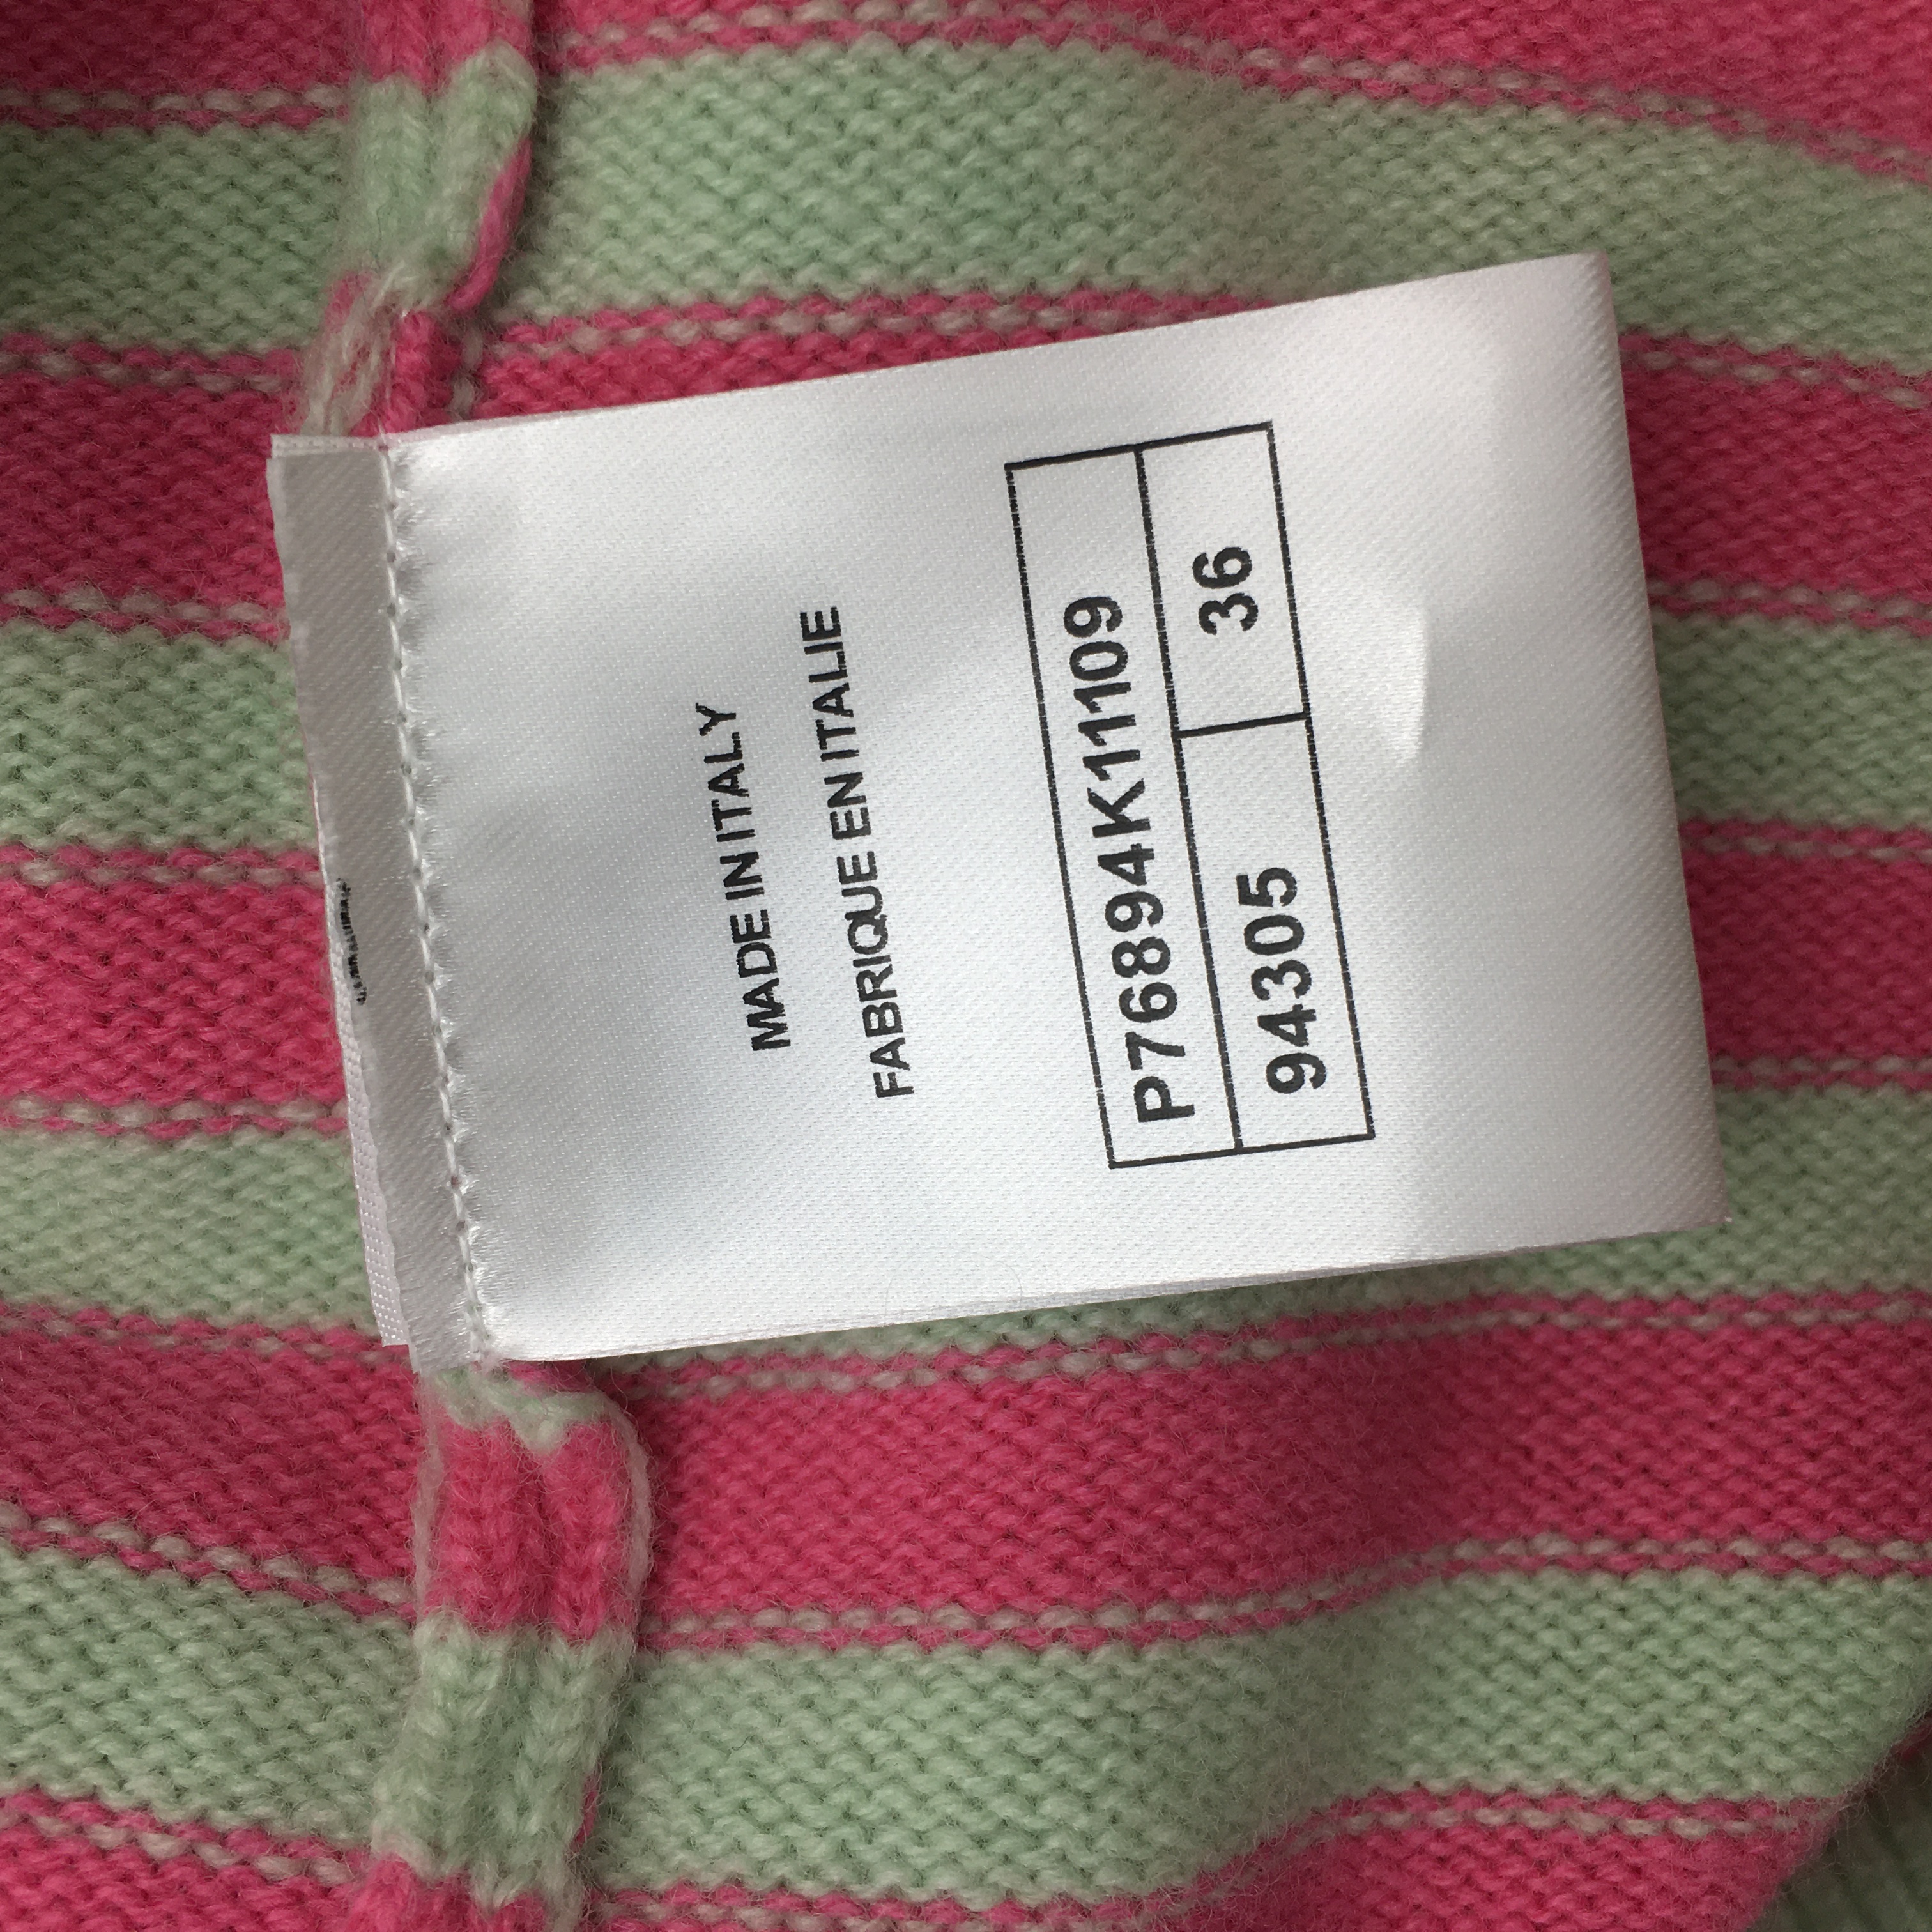 MADE IN ITALY
FABRIQUE EN ITALIE
P76894K11109
94305 36